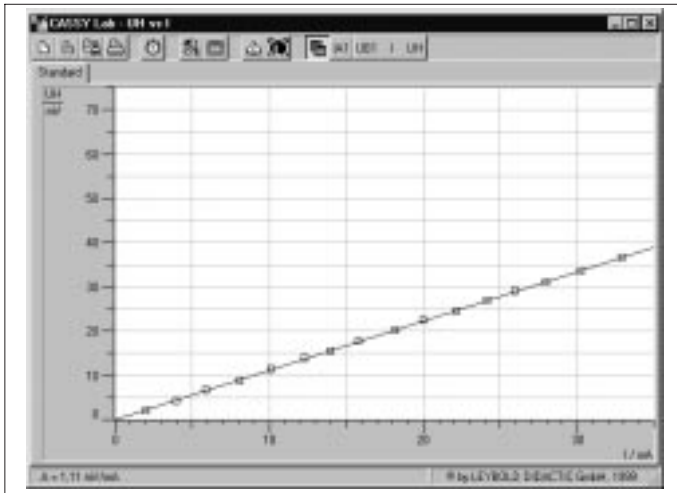 CASSY Lab - UH vs I
Standard
UH
mV
70
60
50
40
30
20
10
0
0 10 20 30
I / mA
A = 1,11 mV/mA
© by LEYBOLD DIDACTIC GmbH, 1999